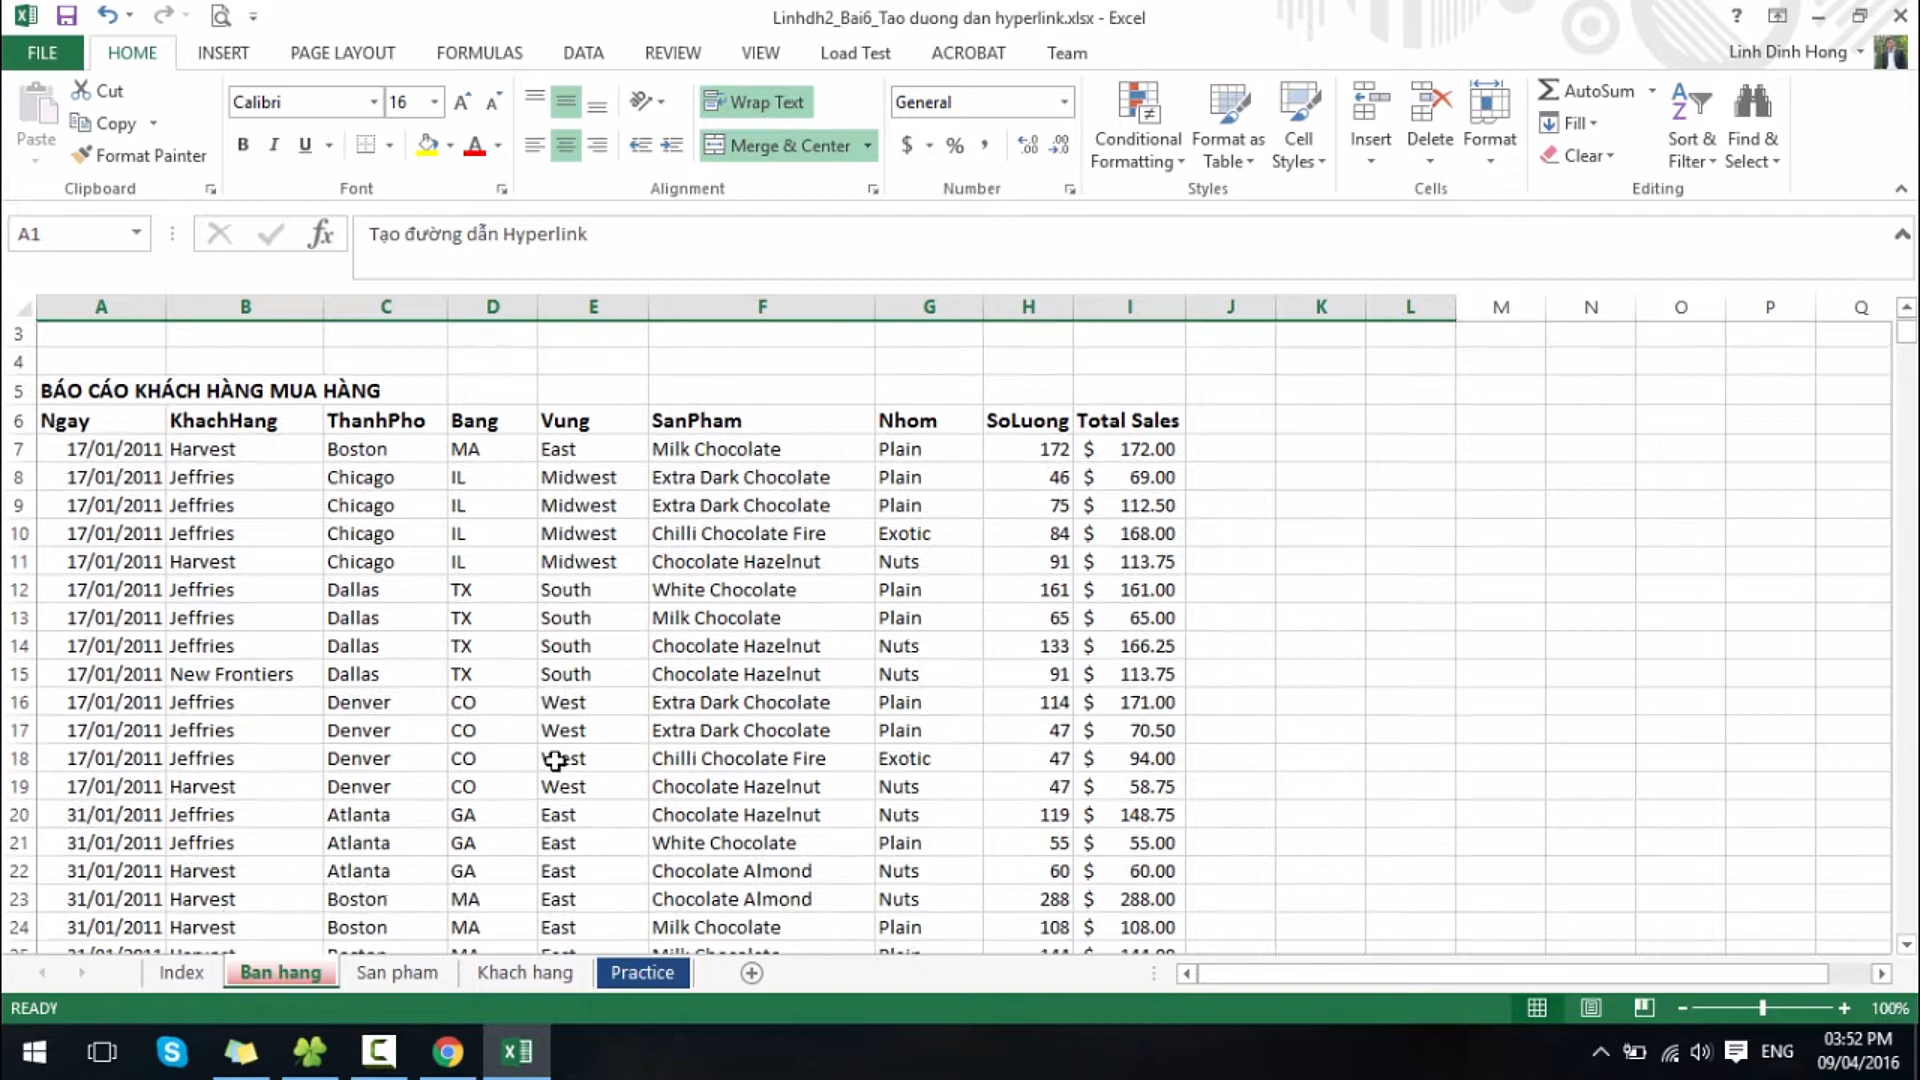 Linhdh2_Bai6_Tao duong dan hyperlink.xlsx - Excel
?
FILE HOME INSERT PAGE LAYOUT FORMULAS DATA REVIEW VIEW Load Test ACROBAT Team Linh Dinh Hong
Paste
Cut
Copy
Format Painter
Clipboard
Calibri 16
B I U
Font
Wrap Text
Merge & Center
Alignment
General
$ % ,
Number
Conditional Formatting
Format as Table
Cell Styles
Styles
Insert
Delete
Format
Cells
AutoSum
Fill
Clear
Sort & Filter
Find & Select
Editing
A1 fx Tạo đường dẫn Hyperlink
A B C D E F G H I J K L M N O P Q
3
4
5 BÁO CÁO KHÁCH HÀNG MUA HÀNG
6 Ngay KhachHang ThanhPho Bang Vung SanPham Nhom SoLuong Total Sales
7 17/01/2011 Harvest Boston MA East Milk Chocolate Plain 172 $ 172.00
8 17/01/2011 Jeffries Chicago IL Midwest Extra Dark Chocolate Plain 46 $ 69.00
9 17/01/2011 Jeffries Chicago IL Midwest Extra Dark Chocolate Plain 75 $ 112.50
10 17/01/2011 Jeffries Chicago IL Midwest Chilli Chocolate Fire Exotic 84 $ 168.00
11 17/01/2011 Harvest Chicago IL Midwest Chocolate Hazelnut Nuts 91 $ 113.75
12 17/01/2011 Jeffries Dallas TX South White Chocolate Plain 161 $ 161.00
13 17/01/2011 Jeffries Dallas TX South Milk Chocolate Plain 65 $ 65.00
14 17/01/2011 Jeffries Dallas TX South Chocolate Hazelnut Nuts 133 $ 166.25
15 17/01/2011 New Frontiers Dallas TX South Chocolate Hazelnut Nuts 91 $ 113.75
16 17/01/2011 Jeffries Denver CO West Extra Dark Chocolate Plain 114 $ 171.00
17 17/01/2011 Jeffries Denver CO West Extra Dark Chocolate Plain 47 $ 70.50
18 17/01/2011 Jeffries Denver CO West Chilli Chocolate Fire Exotic 47 $ 94.00
19 17/01/2011 Harvest Denver CO West Chocolate Hazelnut Nuts 47 $ 58.75
20 31/01/2011 Jeffries Atlanta GA East Chocolate Hazelnut Nuts 119 $ 148.75
21 31/01/2011 Jeffries Atlanta GA East White Chocolate Plain 55 $ 55.00
22 31/01/2011 Harvest Atlanta GA East Chocolate Almond Nuts 60 $ 60.00
23 31/01/2011 Harvest Boston MA East Chocolate Almond Nuts 288 $ 288.00
24 31/01/2011 Harvest Boston MA East Milk Chocolate Plain 108 $ 108.00
Index Ban hang San pham Khach hang Practice
READY 100%
ENG 03:52 PM
09/04/2016